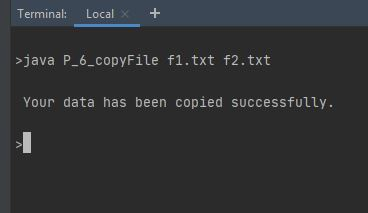 Terminal: Local × +
>java P_6_copyFile f1.txt f2.txt
Your data has been copied successfully.
>